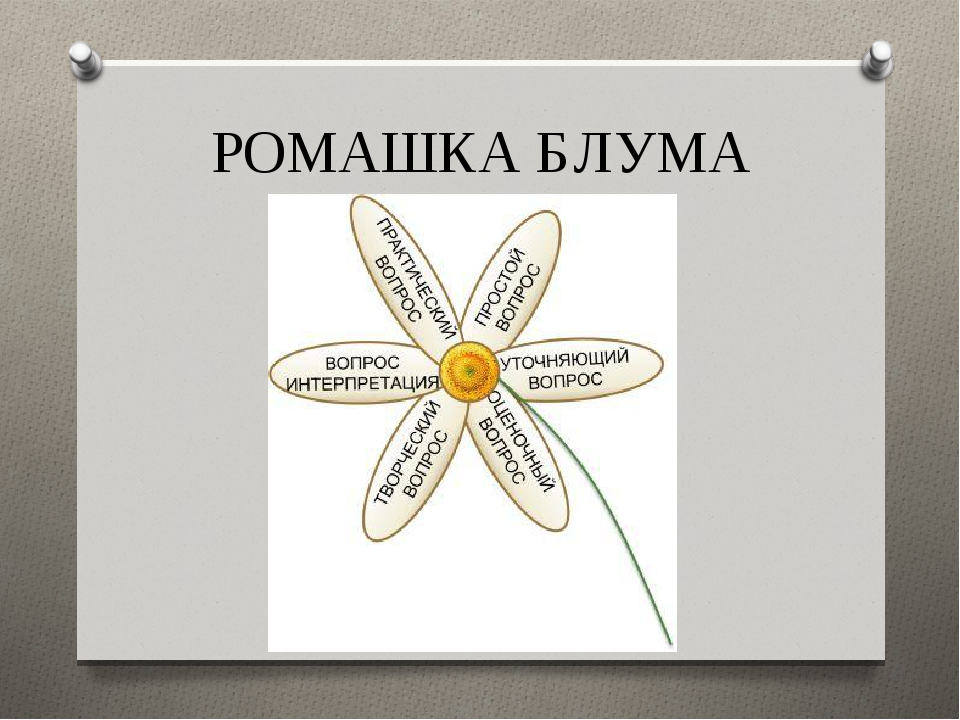 РОМАШКА БЛУМА
ПРАКТИЧЕСКИЙ
ВОПРОС
ПРОСТОЙ
ВОПРОС
ВОПРОС
ИНТЕРПРЕТАЦИЯ
УТОЧНЯЮЩИЙ
ВОПРОС
ТВОРЧЕСКИЙ
ВОПРОС
ОЦЕНОЧНЫЙ
ВОПРОС